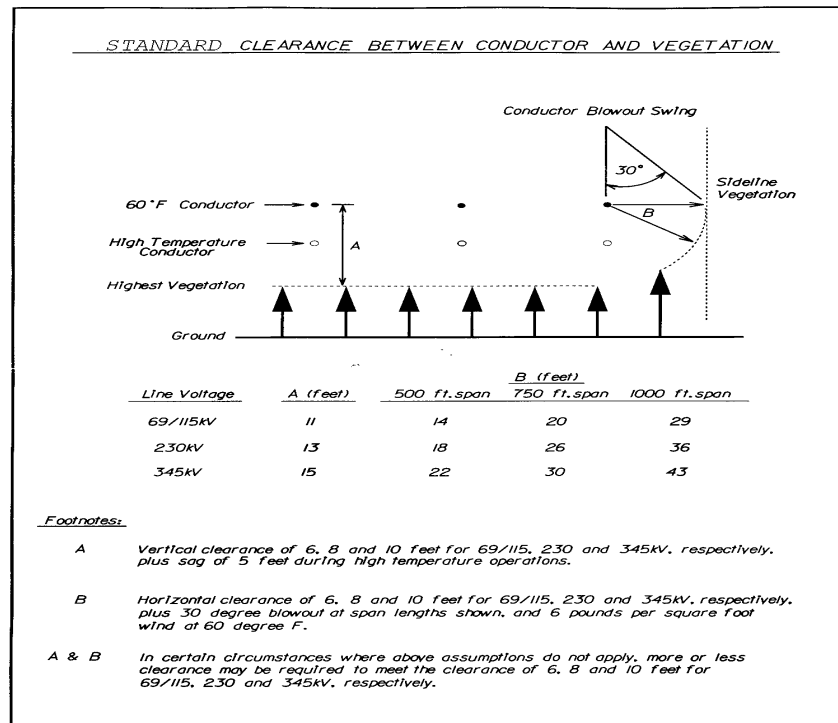 STANDARD CLEARANCE BETWEEN CONDUCTOR AND VEGETATION
Conductor Blowout Swing
30°
Sideline
Vegetation
60°F Conductor
B
High Temperature
Conductor
A
Highest Vegetation
Ground
B (feet)
Line Voltage A (feet) 500 ft.span 750 ft.span 1000 ft.span
69/115kV 11 14 20 29
230kV 13 18 26 36
345kV 15 22 30 43
Footnotes:
A Vertical clearance of 6, 8 and 10 feet for 69/115, 230 and 345kV, respectively,
plus sag of 5 feet during high temperature operations.
B Horizontal clearance of 6, 8 and 10 feet for 69/115, 230 and 345kV, respectively,
plus 30 degree blowout at span lengths shown, and 6 pounds per square foot
wind at 60 degree F.
A & B In certain circumstances where above assumptions do not apply, more or less
clearance may be required to meet the clearance of 6, 8 and 10 feet for
69/115, 230 and 345kV, respectively.